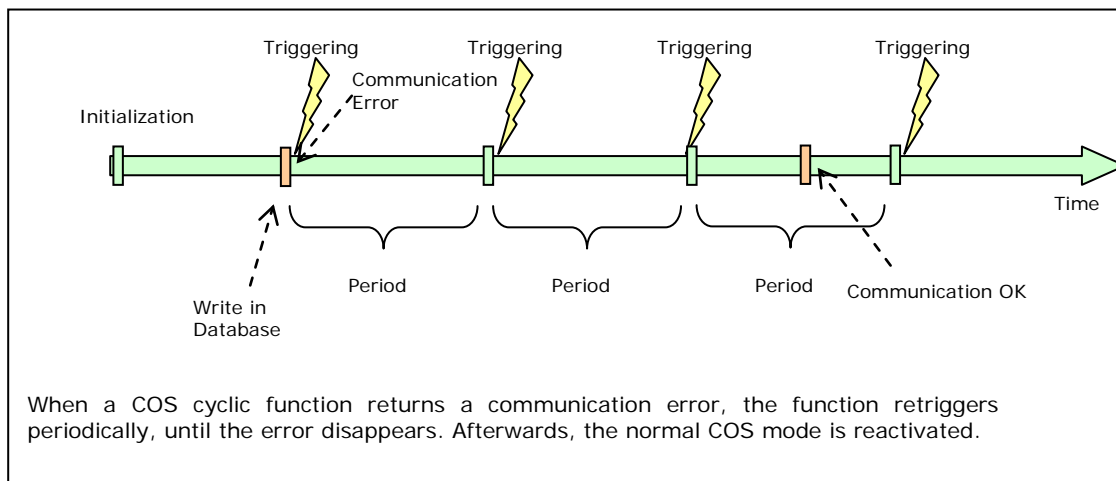 Triggering
Triggering
Triggering
Triggering
Communication
Error
Initialization
Time
Period
Period
Period
Communication OK
Write in
Database
When a COS cyclic function returns a communication error, the function retriggers
periodically, until the error disappears. Afterwards, the normal COS mode is reactivated.